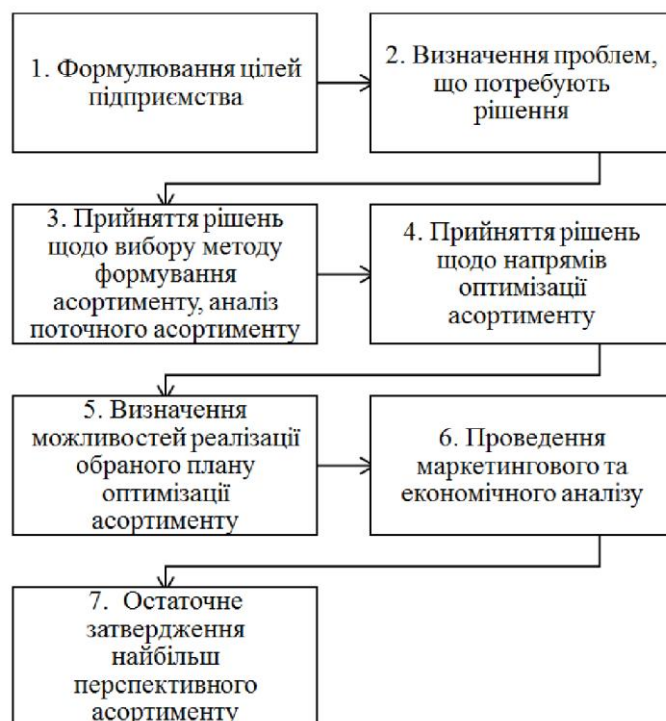 1. Формулювання цілей
підприємства
2. Визначення проблем,
що потребують
рішення
3. Прийняття рішень
щодо вибору методу
формування
асортименту, аналіз
поточного асортименту
4. Прийняття рішень
щодо напрямів
оптимізації
асортименту
5. Визначення
можливостей реалізації
обраного плану
оптимізації
асортименту
6. Проведення
маркетингового та
економічного аналізу
7. Остаточне
затвердження
найбільш
перспективного
асортименту